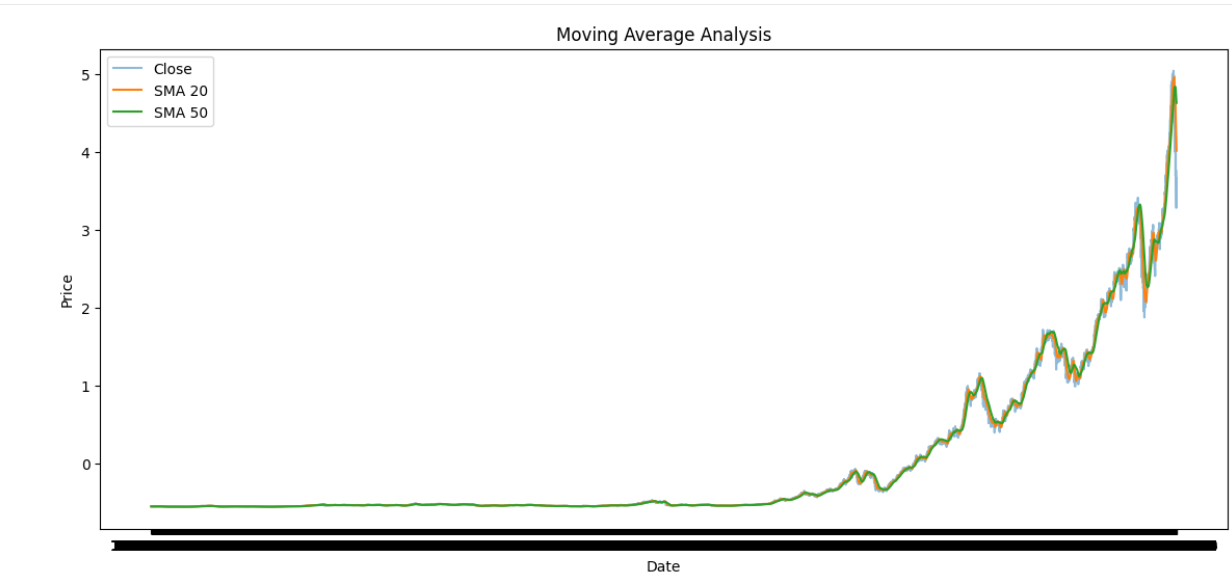 Moving Average Analysis
Close
SMA 20
SMA 50
5
4
3
2
1
0
Price
Date